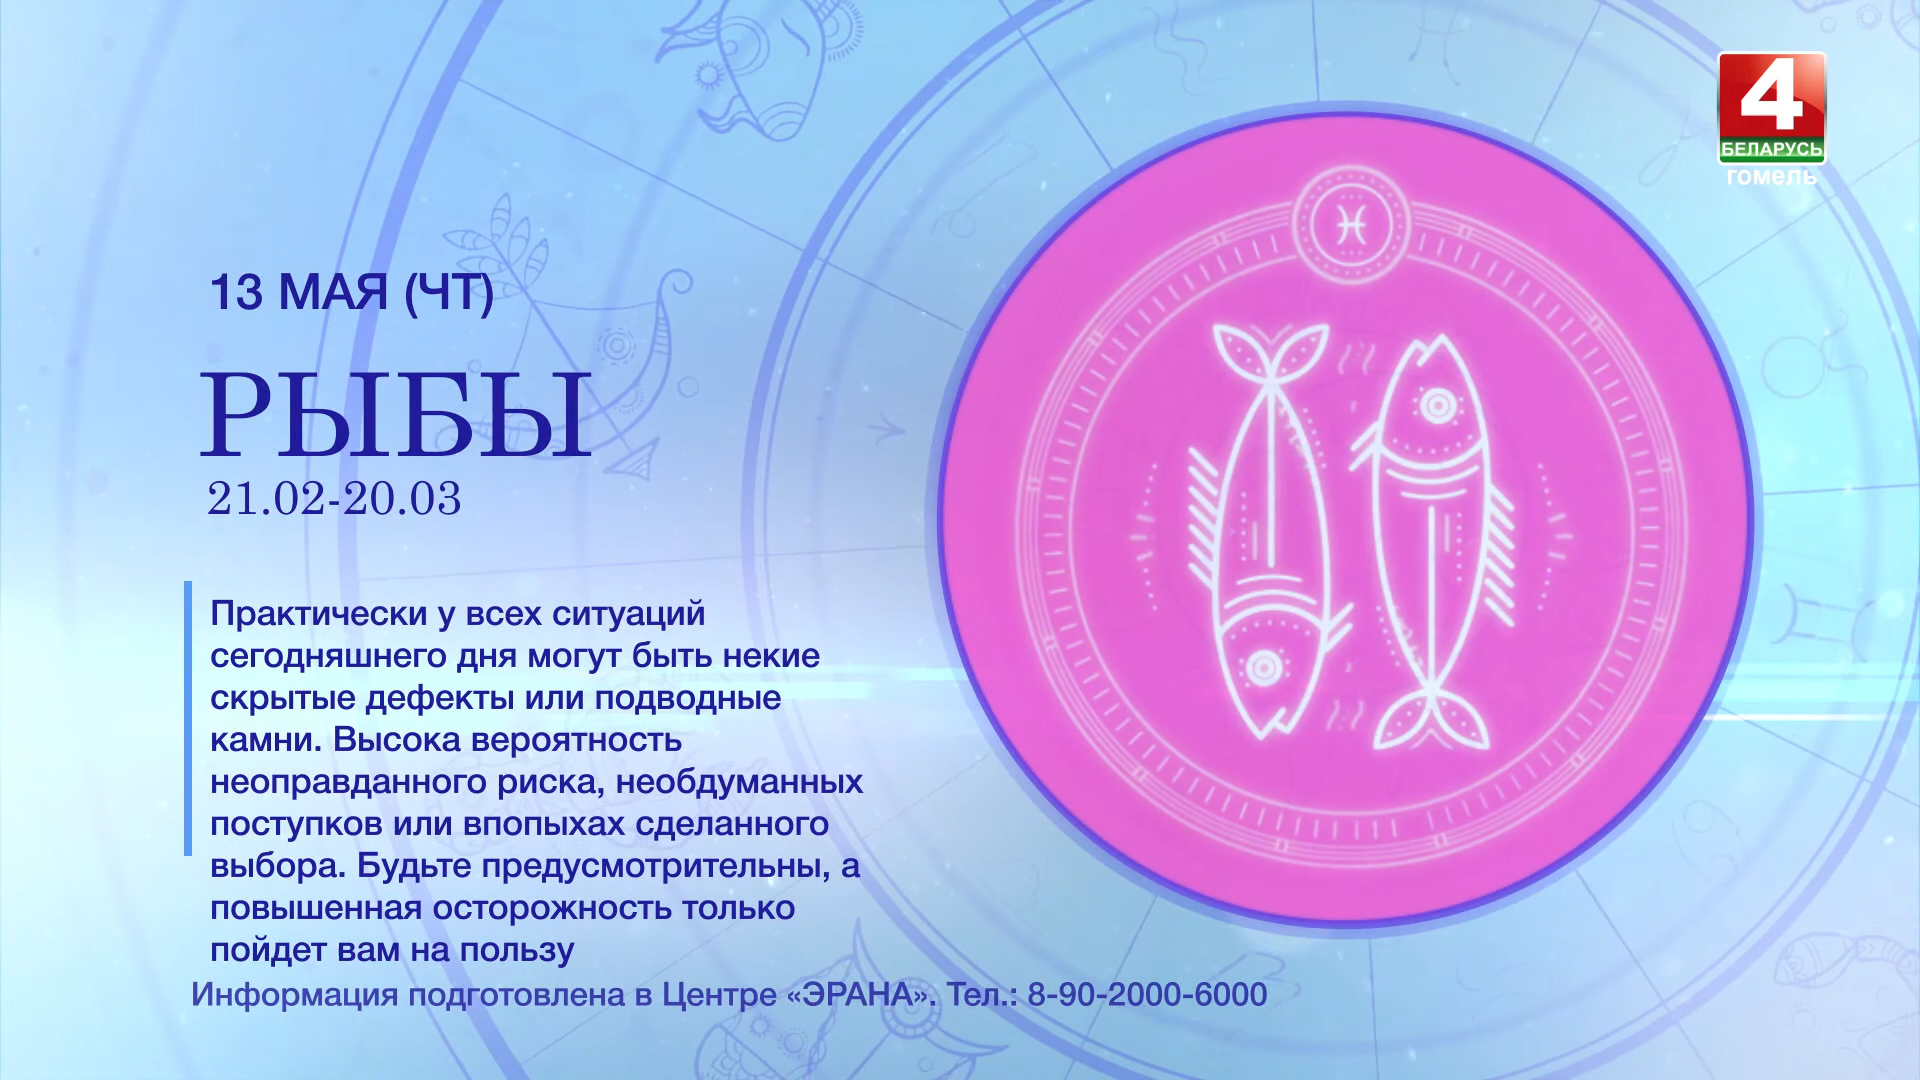 4
БЕЛАРУСЬ
гомель
13 МАЯ (ЧТ)
РЫБЫ
21.02-20.03
Практически у всех ситуаций
сегодняшнего дня могут быть некие
скрытые дефекты или подводные
камни. Высока вероятность
неоправданного риска, необдуманных
поступков или впопыхах сделанного
выбора. Будьте предусмотрительны, а
повышенная осторожность только
пойдет вам на пользу
Информация подготовлена в Центре «ЭРАНА». Тел.: 8-90-2000-6000